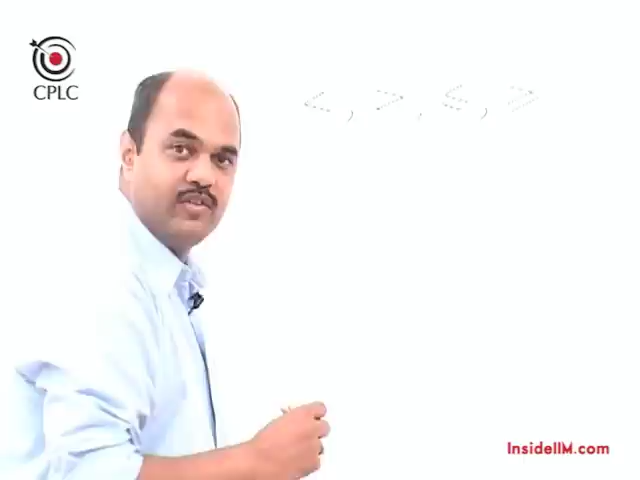 CPLC
< , > , ≤ , ≥
InsideIIM.com